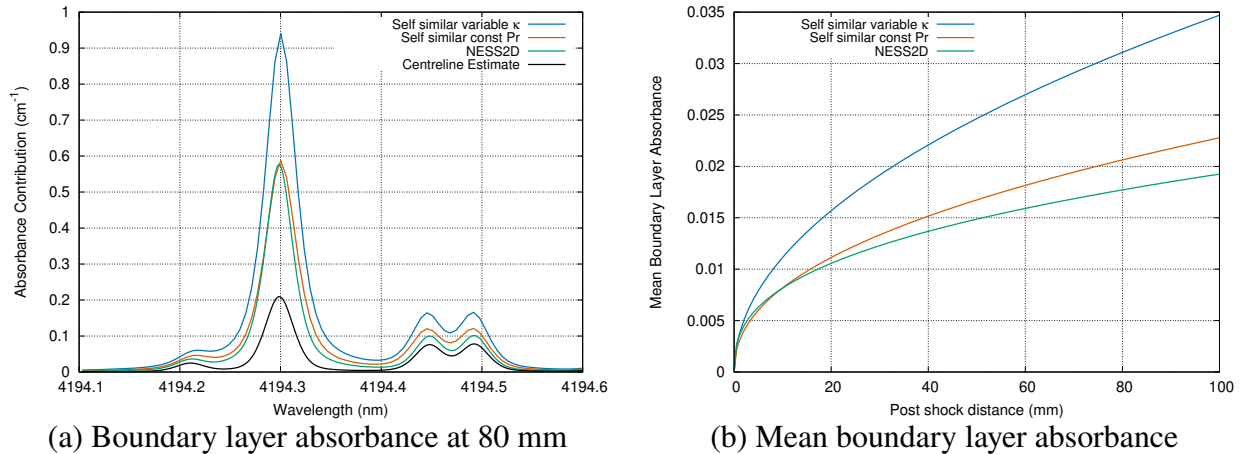 Self similar variable κ
Self similar const Pr
NESS2D
Centreline Estimate
Absorbance Contribution (cm⁻¹)
1
0.9
0.8
0.7
0.6
0.5
0.4
0.3
0.2
0.1
0
4194.1 4194.2 4194.3 4194.4 4194.5 4194.6
Wavelength (nm)
(a) Boundary layer absorbance at 80 mm
Self similar variable κ
Self similar const Pr
NESS2D
Mean Boundary Layer Absorbance
0.035
0.03
0.025
0.02
0.015
0.01
0.005
0
0 20 40 60 80 100
Post shock distance (mm)
(b) Mean boundary layer absorbance